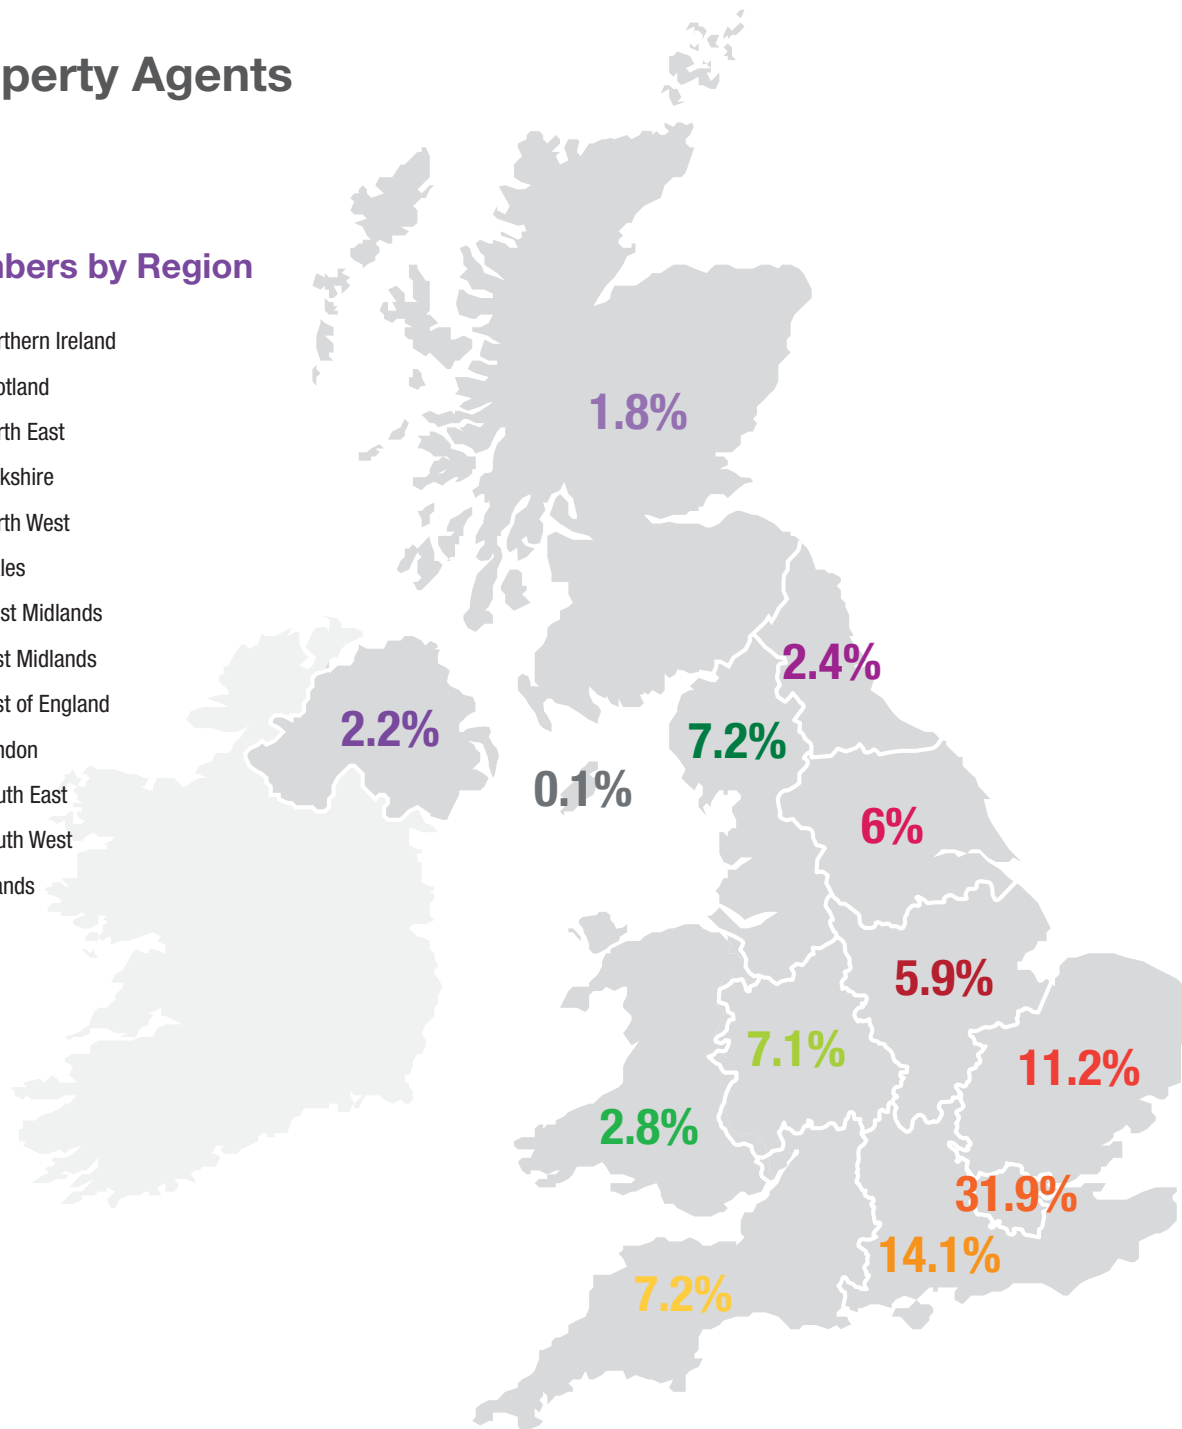 perty Agents
bers by Region
rthern Ireland
otland
rth East
kshire
rth West
les
st Midlands
st Midlands
st of England
ndon
uth East
uth West
ands
1.8%
2.4%
2.2%
7.2%
0.1%
6%
5.9%
7.1%
11.2%
2.8%
31.9%
14.1%
7.2%